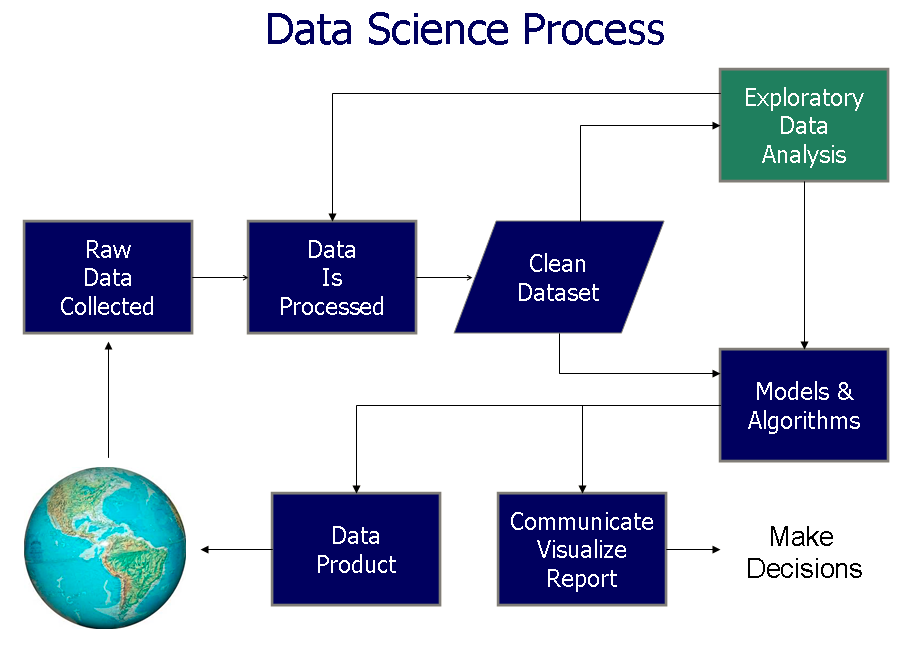 Data Science Process
Exploratory
Data
Analysis
Raw
Data
Collected
Data
Is
Processed
Clean
Dataset
Models &
Algorithms
Data
Product
Communicate
Visualize
Report
Make
Decisions